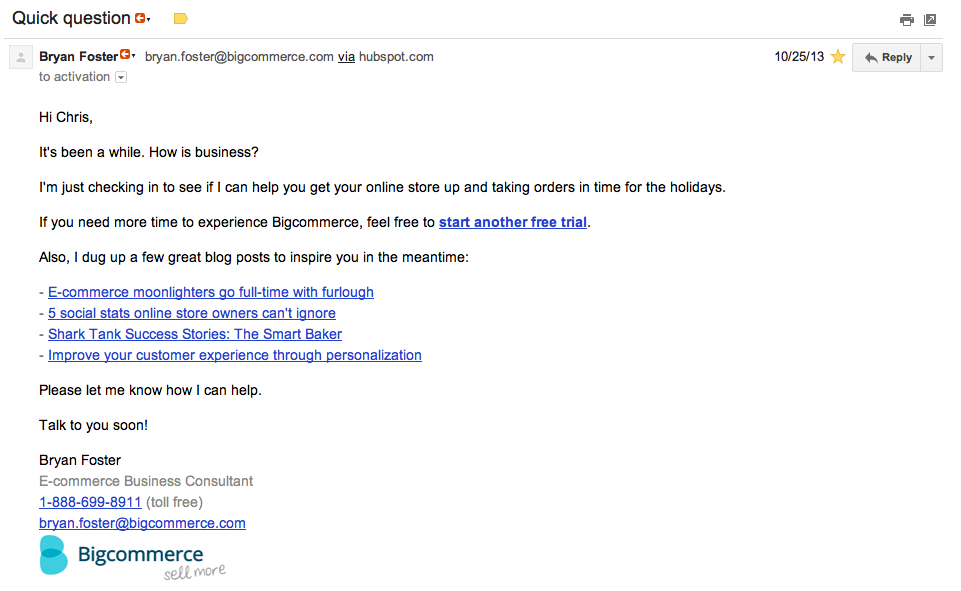 Quick question
Bryan Foster bryan.foster@bigcommerce.com via hubspot.com 10/25/13 Reply
to activation
Hi Chris,
It's been a while. How is business?
I'm just checking in to see if I can help you get your online store up and taking orders in time for the holidays.
If you need more time to experience Bigcommerce, feel free to start another free trial.
Also, I dug up a few great blog posts to inspire you in the meantime:
- E-commerce moonlighters go full-time with furlough
- 5 social stats online store owners can't ignore
- Shark Tank Success Stories: The Smart Baker
- Improve your customer experience through personalization
Please let me know how I can help.
Talk to you soon!
Bryan Foster
E-commerce Business Consultant
1-888-699-8911 (toll free)
bryan.foster@bigcommerce.com
Bigcommerce
sell more